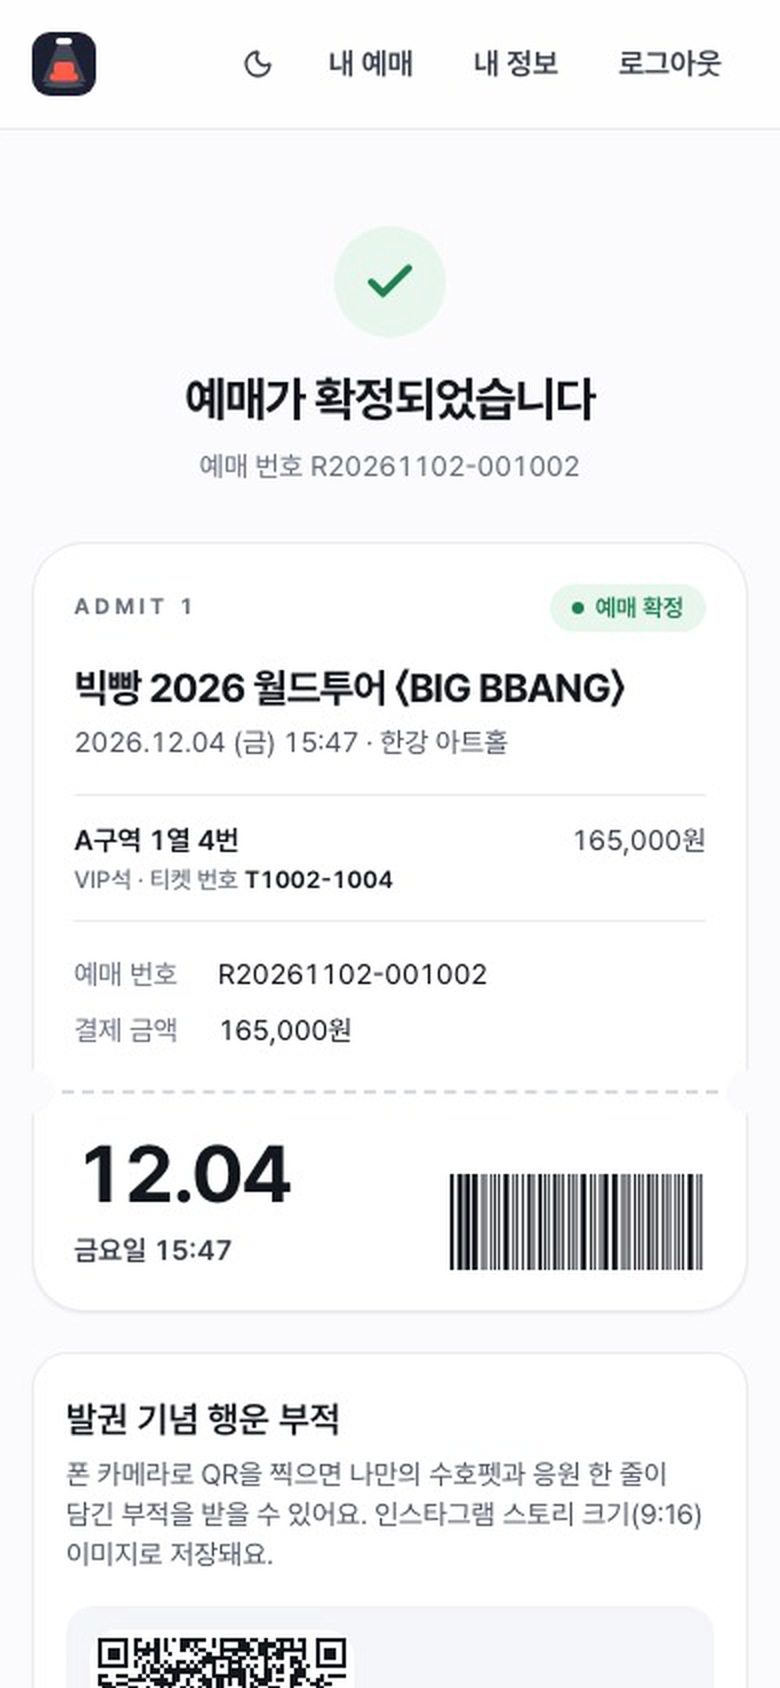 내 예매 내 정보 로그아웃
예매가 확정되었습니다
예매 번호 R20261102-001002
ADMIT 1 예매 확정
빅빵 2026 월드투어 〈BIG BBANG〉
2026.12.04 (금) 15:47 · 한강 아트홀
A구역 1열 4번 165,000원
VIP석 · 티켓 번호 T1002-1004
예매 번호 R20261102-001002
결제 금액 165,000원
12.04
금요일 15:47
발권 기념 행운 부적
폰 카메라로 QR을 찍으면 나만의 수호펫과 응원 한 줄이
담긴 부적을 받을 수 있어요. 인스타그램 스토리 크기(9:16)
이미지로 저장돼요.